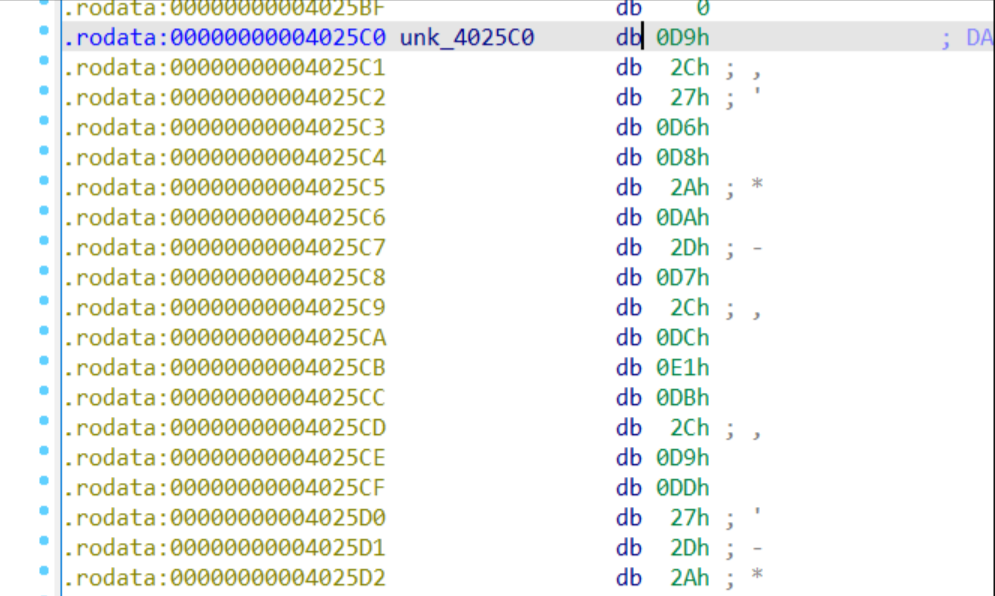 .rodata:00000000004025BF db 0
.rodata:00000000004025C0 unk_4025C0 db 0D9h ; DA
.rodata:00000000004025C1 db 2Ch ; ,
.rodata:00000000004025C2 db 27h ; '
.rodata:00000000004025C3 db 0D6h
.rodata:00000000004025C4 db 0D8h
.rodata:00000000004025C5 db 2Ah ; *
.rodata:00000000004025C6 db 0DAh
.rodata:00000000004025C7 db 2Dh ; -
.rodata:00000000004025C8 db 0D7h
.rodata:00000000004025C9 db 2Ch ; ,
.rodata:00000000004025CA db 0DCh
.rodata:00000000004025CB db 0E1h
.rodata:00000000004025CC db 0DBh
.rodata:00000000004025CD db 2Ch ; ,
.rodata:00000000004025CE db 0D9h
.rodata:00000000004025CF db 0DDh
.rodata:00000000004025D0 db 27h ; '
.rodata:00000000004025D1 db 2Dh ; -
.rodata:00000000004025D2 db 2Ah ; *